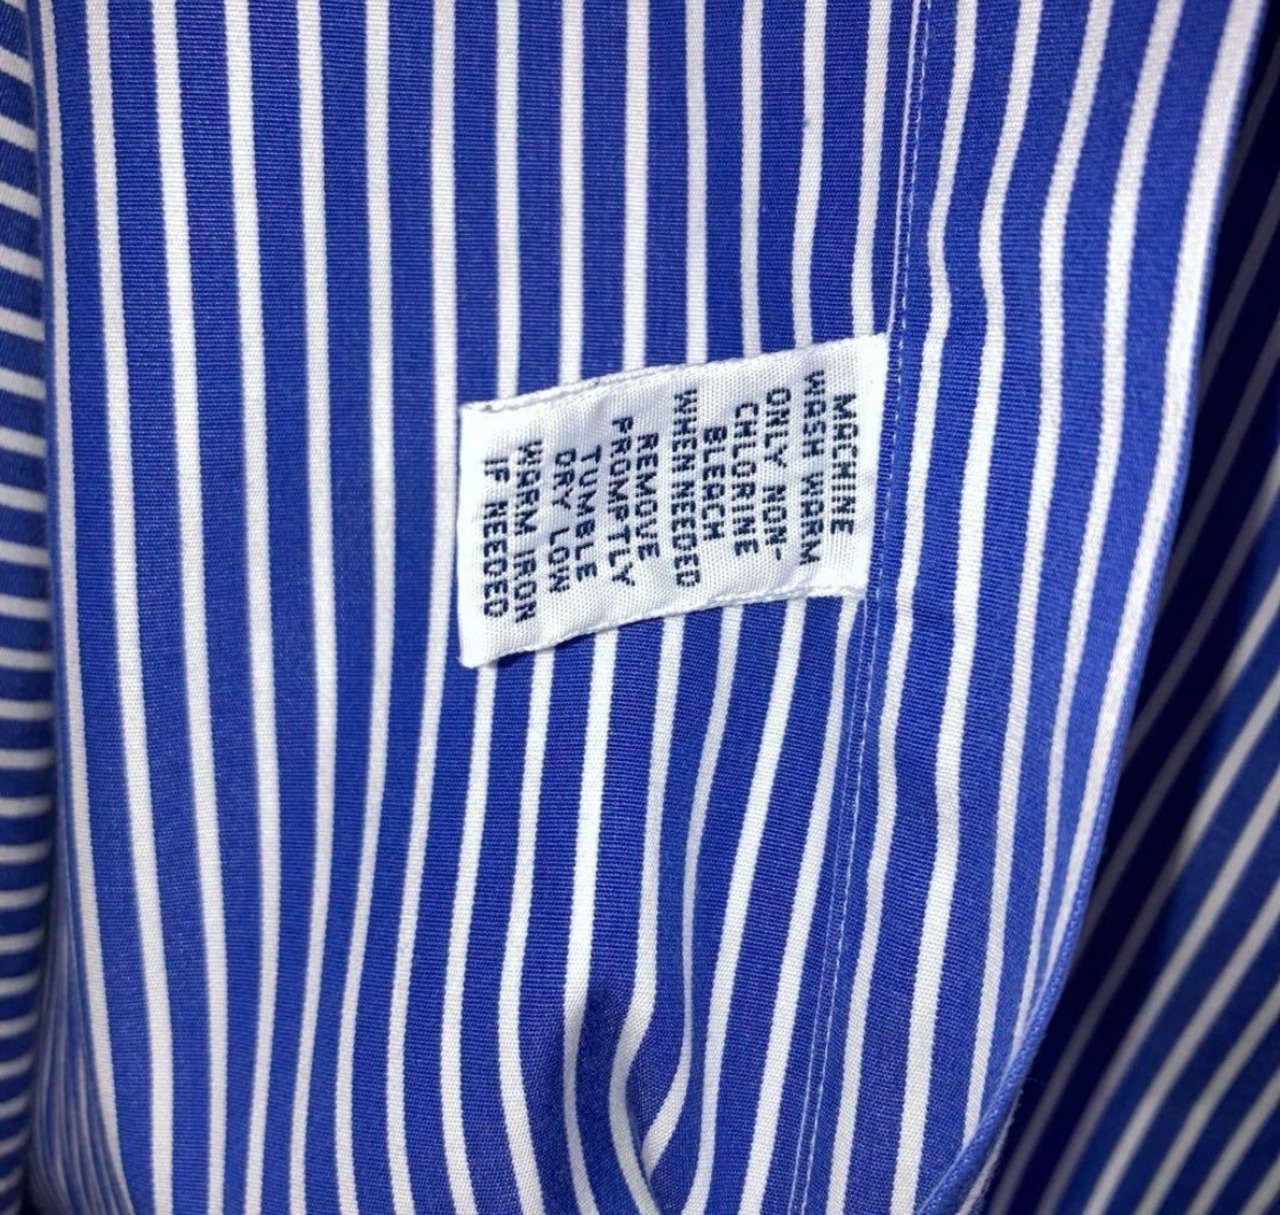 MACHINE
WASH WARM
ONLY NON-
CHLORINE
BLEACH
WHEN NEEDED
REMOVE
PROMPTLY
TUMBLE
DRY LOW
WARM IRON
IF NEEDED